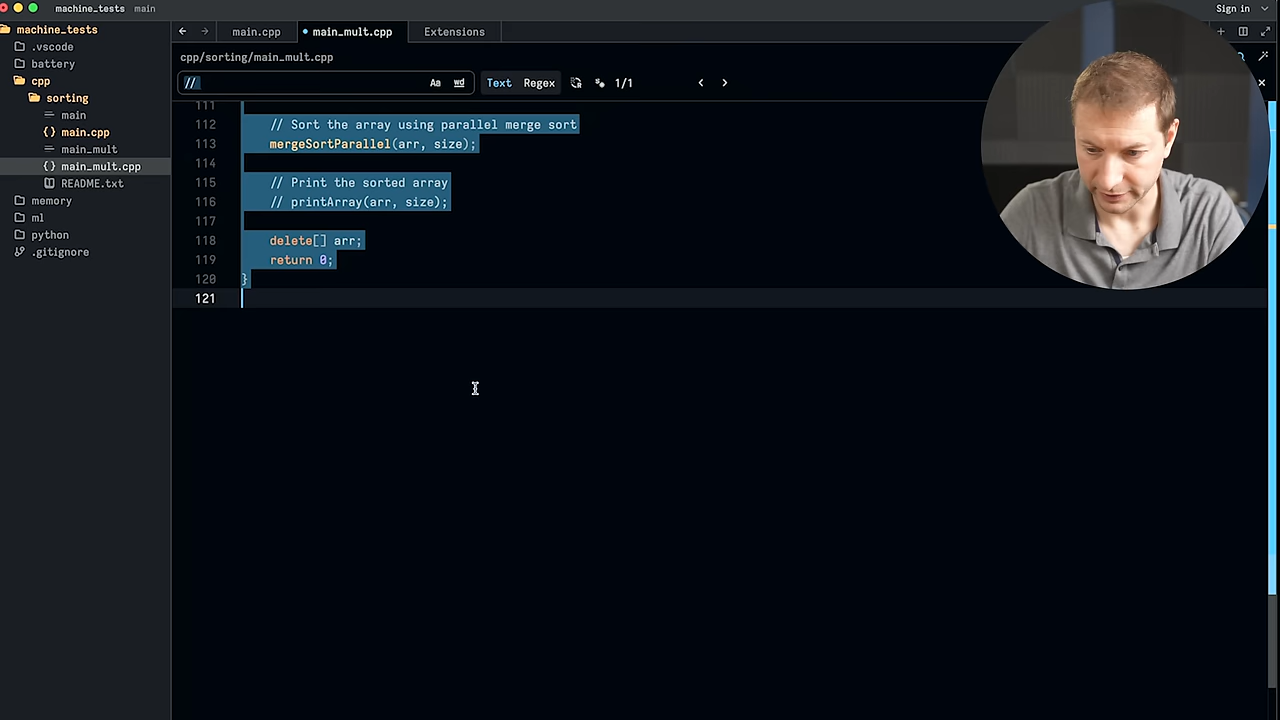 machine_tests main
Sign in
machine_tests
.vscode
battery
cpp
sorting
main
main.cpp
main_mult
main_mult.cpp
README.txt
memory
ml
python
.gitignore
main.cpp
main_mult.cpp
Extensions
cpp/sorting/main_mult.cpp
// Aa wd Text Regex 1/1
111
112 // Sort the array using parallel merge sort
113 mergeSortParallel(arr, size);
114
115 // Print the sorted array
116 // printArray(arr, size);
117
118 delete[] arr;
119 return 0;
120 }
121